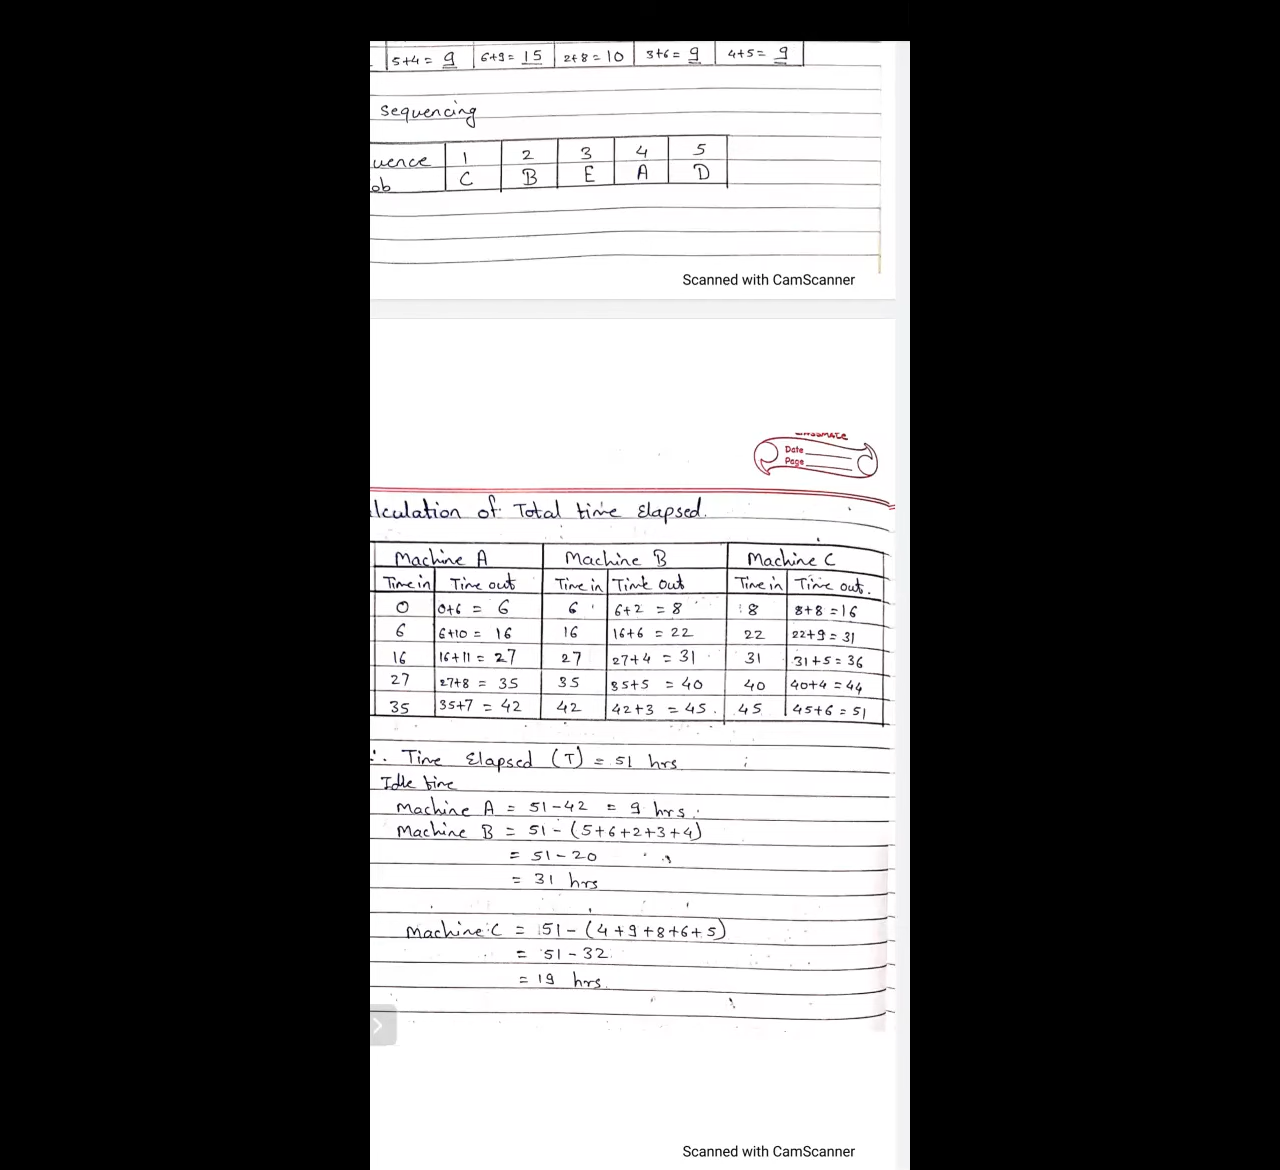 5+4 = 9 6+9 = 15 2+8 = 10 3+6 = 9 4+5 = 9
Sequencing
uence 1 2 3 4 5
ob C B E A D
Scanned with CamScanner
classmate
Date
Page
lculation of Total time Elapsed.
Machine A Machine B Machine C
Time in Time out Time in Time out Time in Time out.
0 0+6 = 6 6 6+2 = 8 8 8+8 = 16
6 6+10 = 16 16 16+6 = 22 22 22+9 = 31
16 16+11 = 27 27 27+4 = 31 31 31+5 = 36
27 27+8 = 35 35 35+5 = 40 40 40+4 = 44
35 35+7 = 42 42 42+3 = 45. 45 45+6 = 51
∴ Time Elapsed (T) = 51 hrs
Idle time
Machine A = 51-42 = 9 hrs.
Machine B = 51 - (5+6+2+3+4)
= 51-20
= 31 hrs
Machine C = 51 - (4+9+8+6+5)
= 51 - 32
= 19 hrs.
Scanned with CamScanner